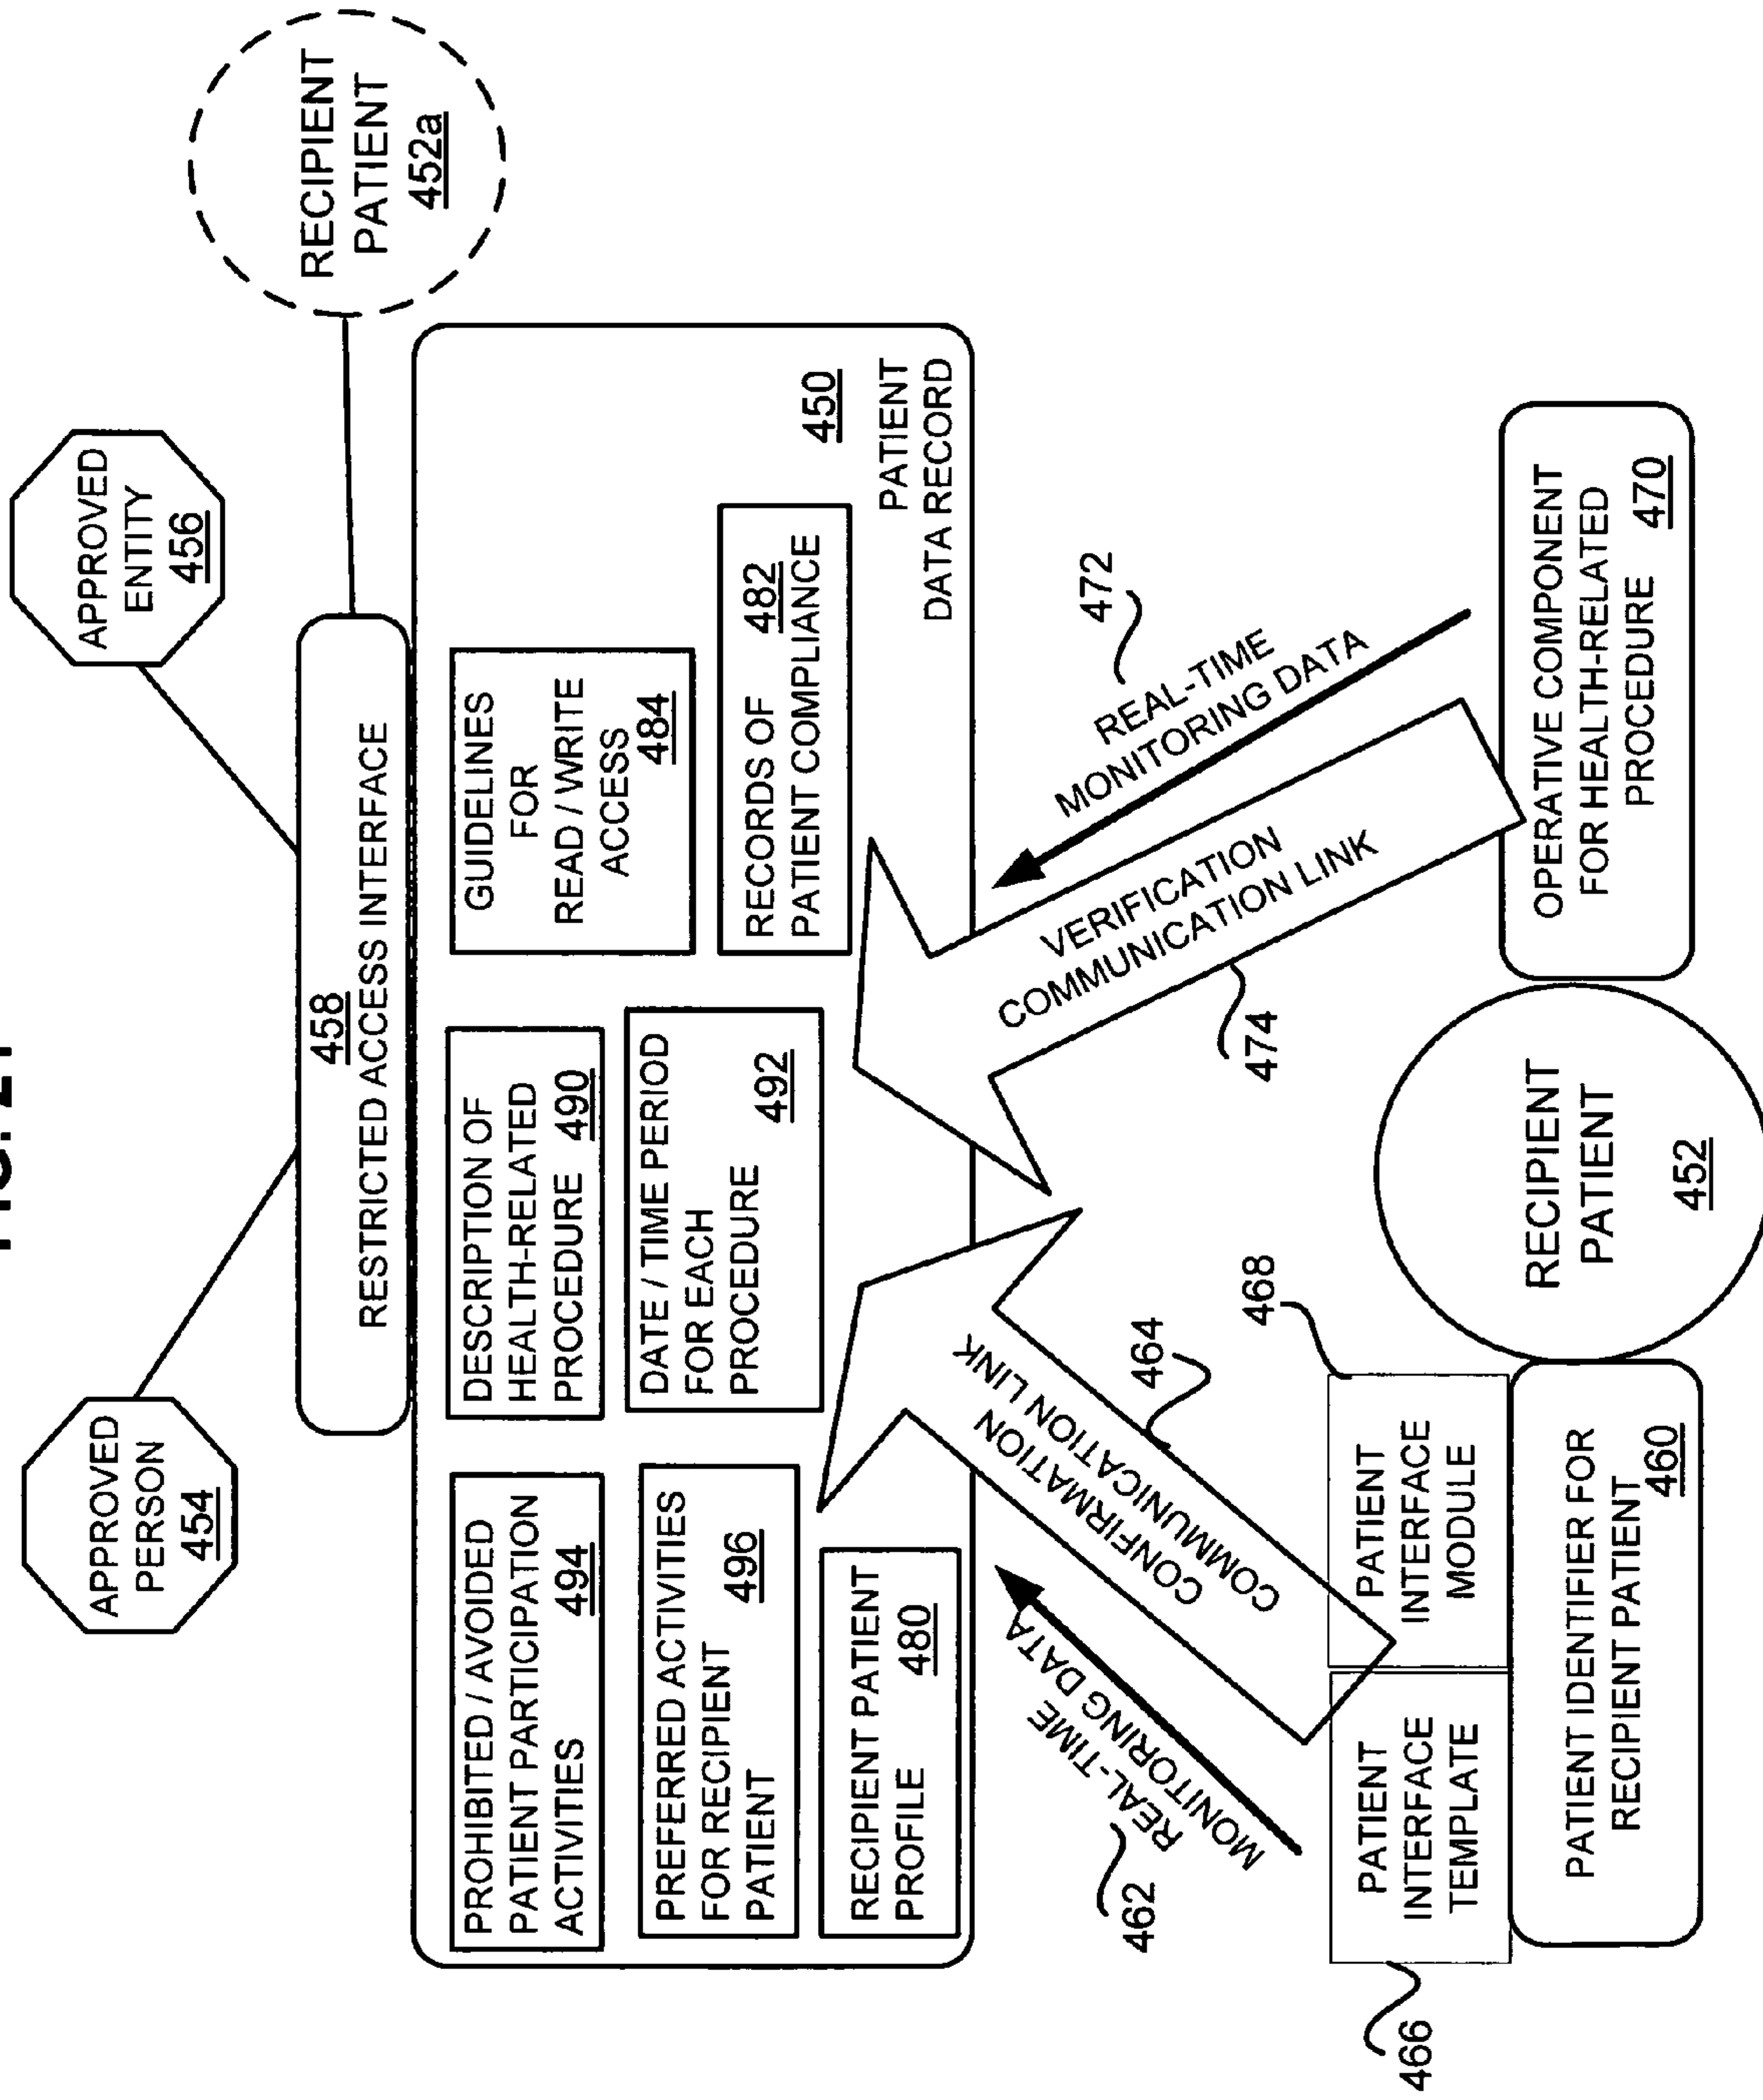 APPROVED
PERSON
454
APPROVED
ENTITY
456
RECIPIENT
PATIENT
452a
458
RESTRICTED ACCESS INTERFACE
PROHIBITED / AVOIDED
PATIENT PARTICIPATION
ACTIVITIES 494
DESCRIPTION OF
HEALTH-RELATED
PROCEDURE 490
GUIDELINES
FOR
READ / WRITE
ACCESS
484
PREFERRED ACTIVITIES
FOR RECIPIENT
PATIENT 496
DATE / TIME PERIOD
FOR EACH
PROCEDURE 492
RECORDS OF 482
PATIENT COMPLIANCE
450
PATIENT
DATA RECORD
RECIPIENT PATIENT
PROFILE 480
462
REAL-TIME
MONITORING DATA
CONFIRMATION
COMMUNICATION LINK
464
VERIFICATION
COMMUNICATION LINK
474
REAL-TIME
MONITORING DATA
472
466
PATIENT
INTERFACE
TEMPLATE
PATIENT
INTERFACE
MODULE
468
PATIENT IDENTIFIER FOR
RECIPIENT PATIENT
460
RECIPIENT
PATIENT
452
OPERATIVE COMPONENT
FOR HEALTH-RELATED
PROCEDURE 470